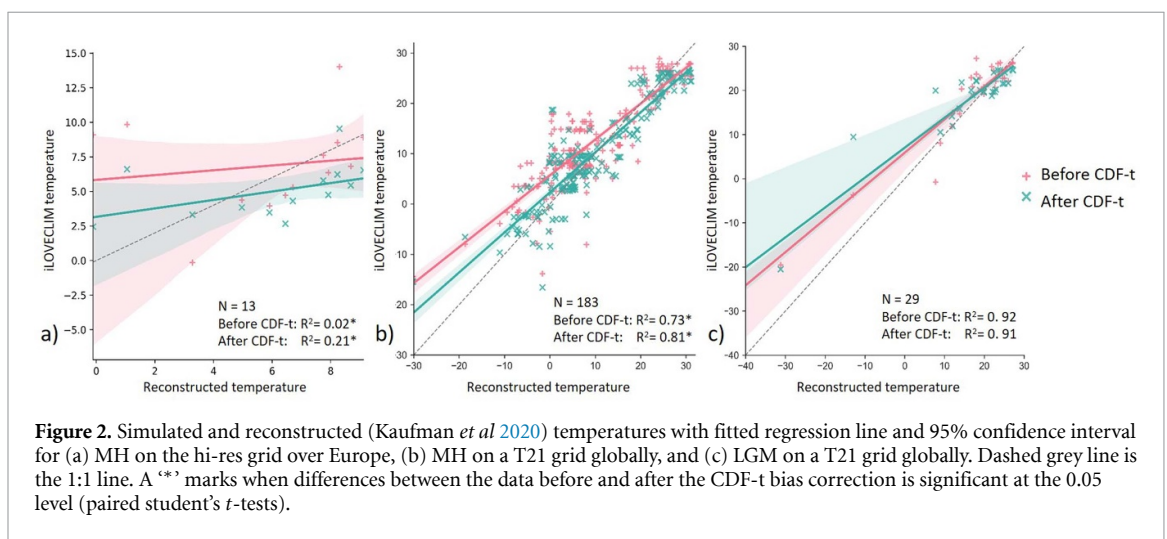 15.0
12.5
10.0
7.5
5.0
2.5
0.0
−2.5
−5.0
iLOVECLIM temperature
a)
N = 13
Before CDF-t: R²= 0.02*
After CDF-t: R²= 0.21*
0 2 4 6 8
Reconstructed temperature
30
20
10
0
10
20
30
iLOVECLIM temperature
b)
N = 183
Before CDF-t: R²= 0.73*
After CDF-t: R²= 0.81*
−30 −20 −10 0 10 20 30
Reconstructed temperature
30
20
10
0
−10
−20
−30
−40
iLOVECLIM temperature
c)
N = 29
Before CDF-t: R²= 0. 92
After CDF-t: R²= 0. 91
−40 −30 −20 −10 0 10 20 30
Reconstructed temperature
Before CDF-t
After CDF-t
Figure 2. Simulated and reconstructed (Kaufman et al 2020) temperatures with fitted regression line and 95% confidence interval
for (a) MH on the hi-res grid over Europe, (b) MH on a T21 grid globally, and (c) LGM on a T21 grid globally. Dashed grey line is
the 1:1 line. A ‘*’ marks when differences between the data before and after the CDF-t bias correction is significant at the 0.05
level (paired student’s t-tests).